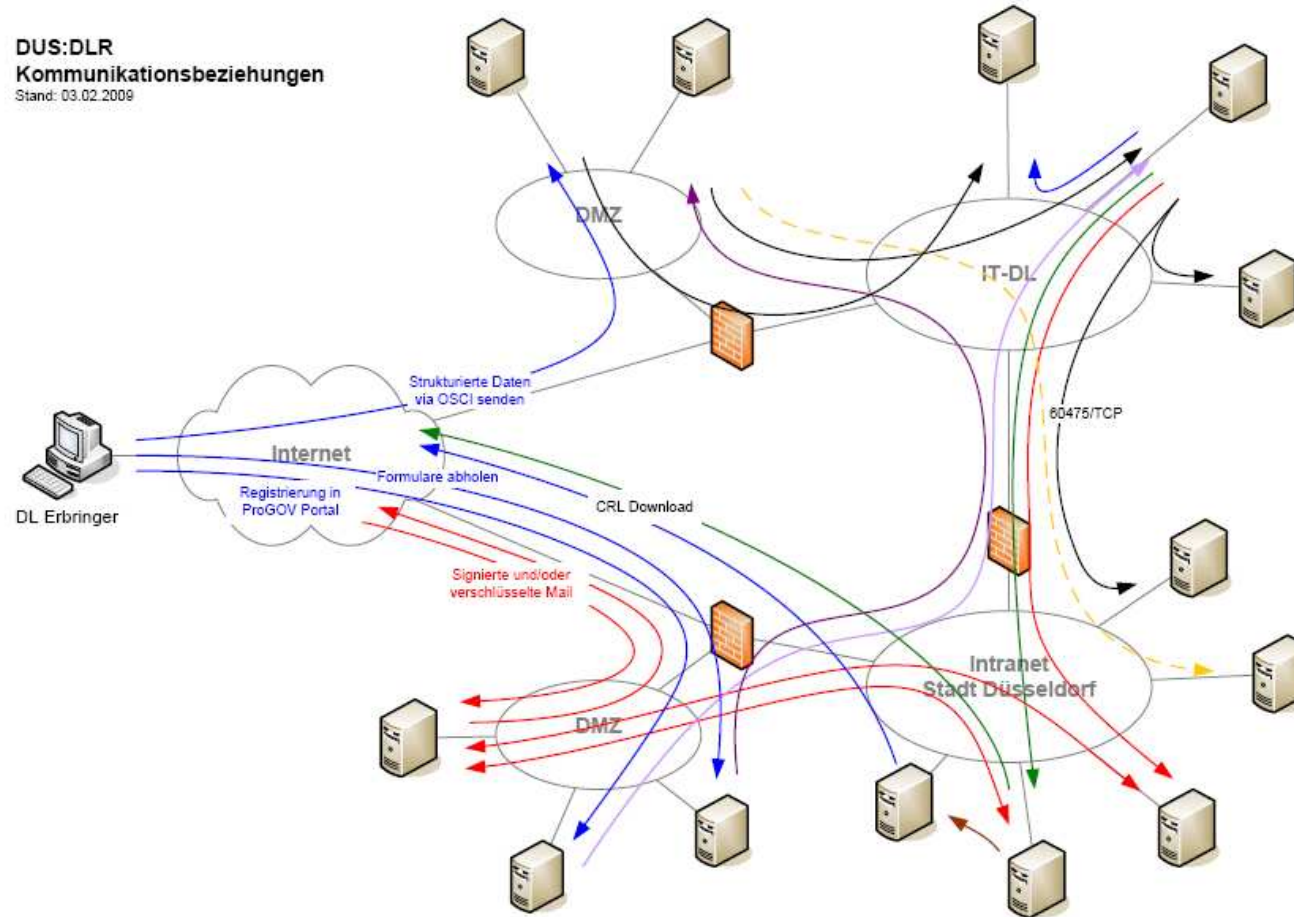 DUS:DLR
Kommunikationsbeziehungen
Stand: 03.02.2009
DMZ
IT-DL
Strukturierte Daten
via OSCI senden
60475/TCP
Internet
Formulare abholen
Registrierung in
ProGOV Portal
CRL Download
DL Erbringer
Signierte und/oder
verschlüsselte Mail
Intranet
Stadt Düsseldorf
DMZ